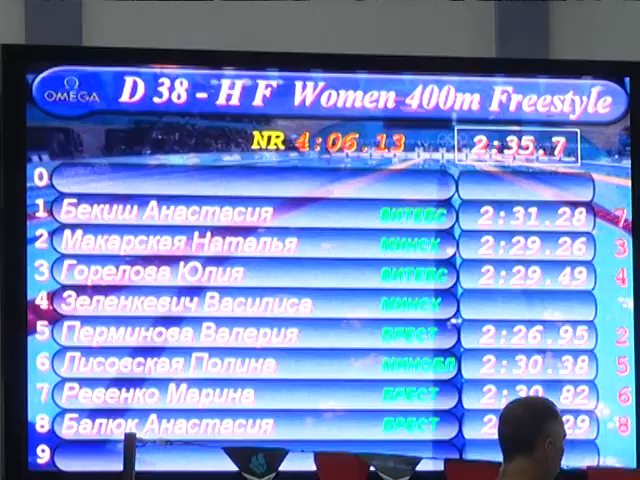 Ω
OMEGA
D 38 - H F Women 400m Freestyle
NR 4:06.13 2:35.7
0
1 Бекиш Анастасия ВИТЕБС 2:31.28 7
2 Макарская Наталья МИНСК 2:29.26 3
3 Горелова Юлия ВИТЕБС 2:29.49 4
4 Зеленкевич Василиса МИНСК
5 Перминова Валерия БРЕСТ 2:26.95 2
6 Лисовская Полина МИНОБЛ 2:30.38 5
7 Ревенко Марина БРЕСТ 2:30.82 6
8 Балюк Анастасия БРЕСТ 8
9